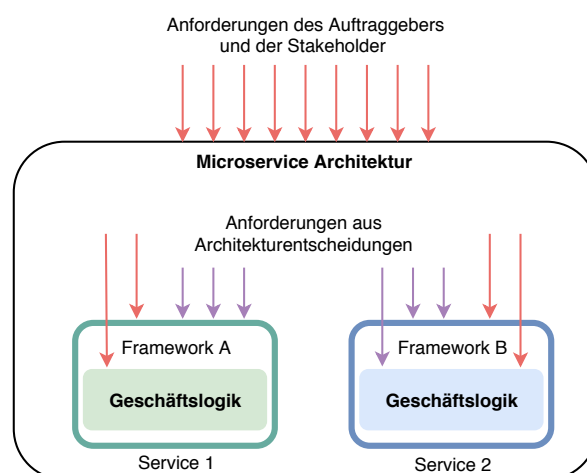 Anforderungen des Auftraggebers
und der Stakeholder
Microservice Architektur
Anforderungen aus
Architekturentscheidungen
Framework A
Framework B
Geschäftslogik
Geschäftslogik
Service 1
Service 2